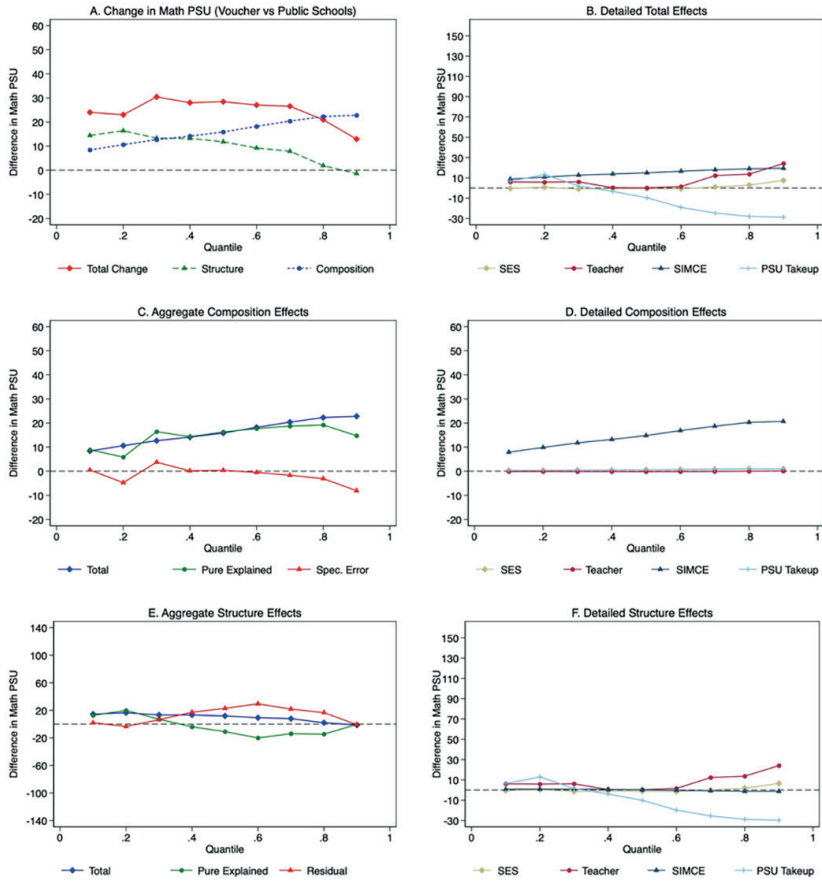 A. Change in Math PSU (Voucher vs Public Schools)
Difference in Math PSU
60
50
40
30
20
10
0
-10
-20
0
.2
.4
.6
.8
1
Quantile
Total Change
Structure
Composition
B. Detailed Total Effects
Difference in Math PSU
150
130
110
90
70
50
30
10
-10
-30
0
.2
.4
.6
.8
1
Quantile
SES
Teacher
SIMCE
PSU Takeup
C. Aggregate Composition Effects
Difference in Math PSU
60
50
40
30
20
10
0
-10
-20
0
.2
.4
.6
.8
1
Quantile
Total
Pure Explained
Spec. Error
D. Detailed Composition Effects
Difference in Math PSU
60
50
40
30
20
10
0
-10
-20
0
.2
.4
.6
.8
1
Quantile
SES
Teacher
SIMCE
PSU Takeup
E. Aggregate Structure Effects
Difference in Math PSU
140
100
60
20
-20
-60
-100
-140
0
.2
.4
.6
.8
1
Quantile
Total
Pure Explained
Residual
F. Detailed Structure Effects
Difference in Math PSU
150
130
110
90
70
50
30
10
-10
-30
0
.2
.4
.6
.8
1
Quantile
SES
Teacher
SIMCE
PSU Takeup